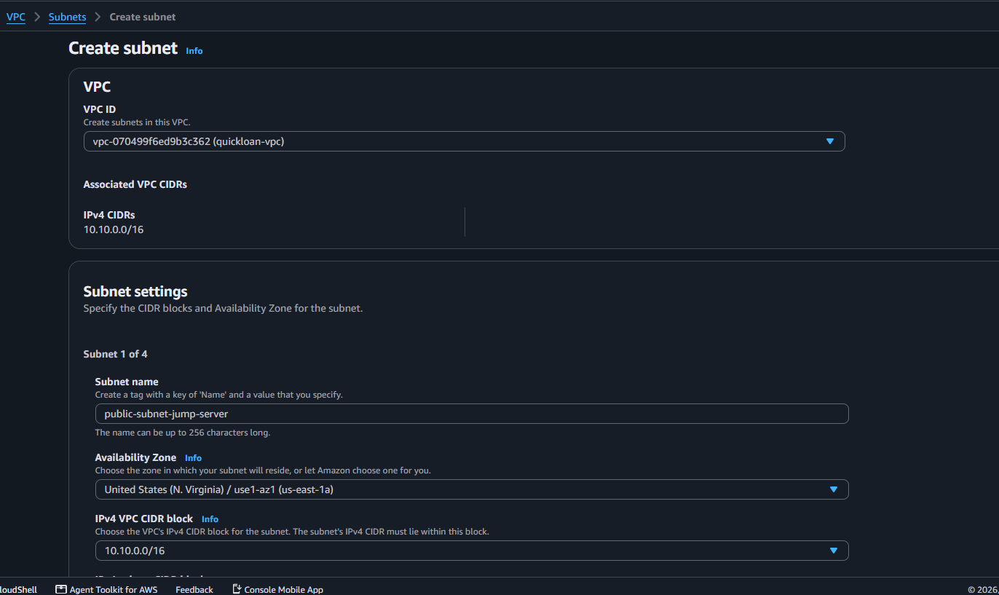 VPC > Subnets > Create subnet
Create subnet Info
VPC
VPC ID
Create subnets in this VPC.
vpc-070499f6ed9b3c362 (quickloan-vpc)
Associated VPC CIDRs
IPv4 CIDRs
10.10.0.0/16
Subnet settings
Specify the CIDR blocks and Availability Zone for the subnet.
Subnet 1 of 4
Subnet name
Create a tag with a key of 'Name' and a value that you specify.
public-subnet-jump-server
The name can be up to 256 characters long.
Availability Zone Info
Choose the zone in which your subnet will reside, or let Amazon choose one for you.
United States (N. Virginia) / use1-az1 (us-east-1a)
IPv4 VPC CIDR block Info
Choose the VPC's IPv4 CIDR block for the subnet. The subnet's IPv4 CIDR must lie within this block.
10.10.0.0/16
loudShell Agent Toolkit for AWS Feedback Console Mobile App © 2026,